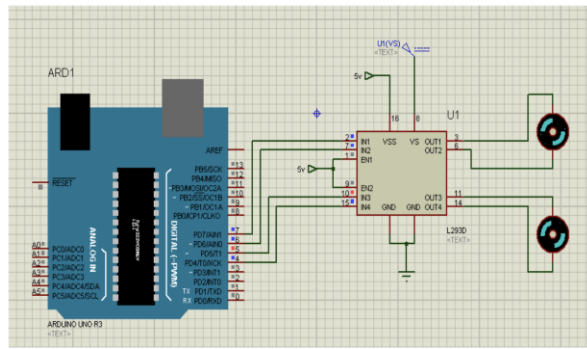 ARD1
RESET
AREF
PB5/SCK 13
PB4/MISO 12
~PB3/MOSI/OC2A 11
~PB2/SS/OC1B 10
~PB1/OC1A 9
PB0/ICP1/CLKO 8
ANALOG IN
DIGITAL (~PWM)
A0 PC0/ADC0
A1 PC1/ADC1
A2 PC2/ADC2
A3 PC3/ADC3
A4 PC4/ADC4/SDA
A5 PC5/ADC5/SCL
PD7/AIN1 7
~PD6/AIN0 6
~PD5/T1 5
PD4/T0/XCK 4
~PD3/INT1 3
PD2/INT0 2
TX PD1/TXD 1
RX PD0/RXD 0
ARDUINO UNO R3
<TEXT>
U1(VS)
<TEXT>
5v
5v
U1
16 8
VSS VS
2 IN1 OUT1 3
7 IN2 OUT2 6
1 EN1
9 EN2
10 IN3 OUT3 11
15 IN4 GND GND OUT4 14
L293D
<TEXT>